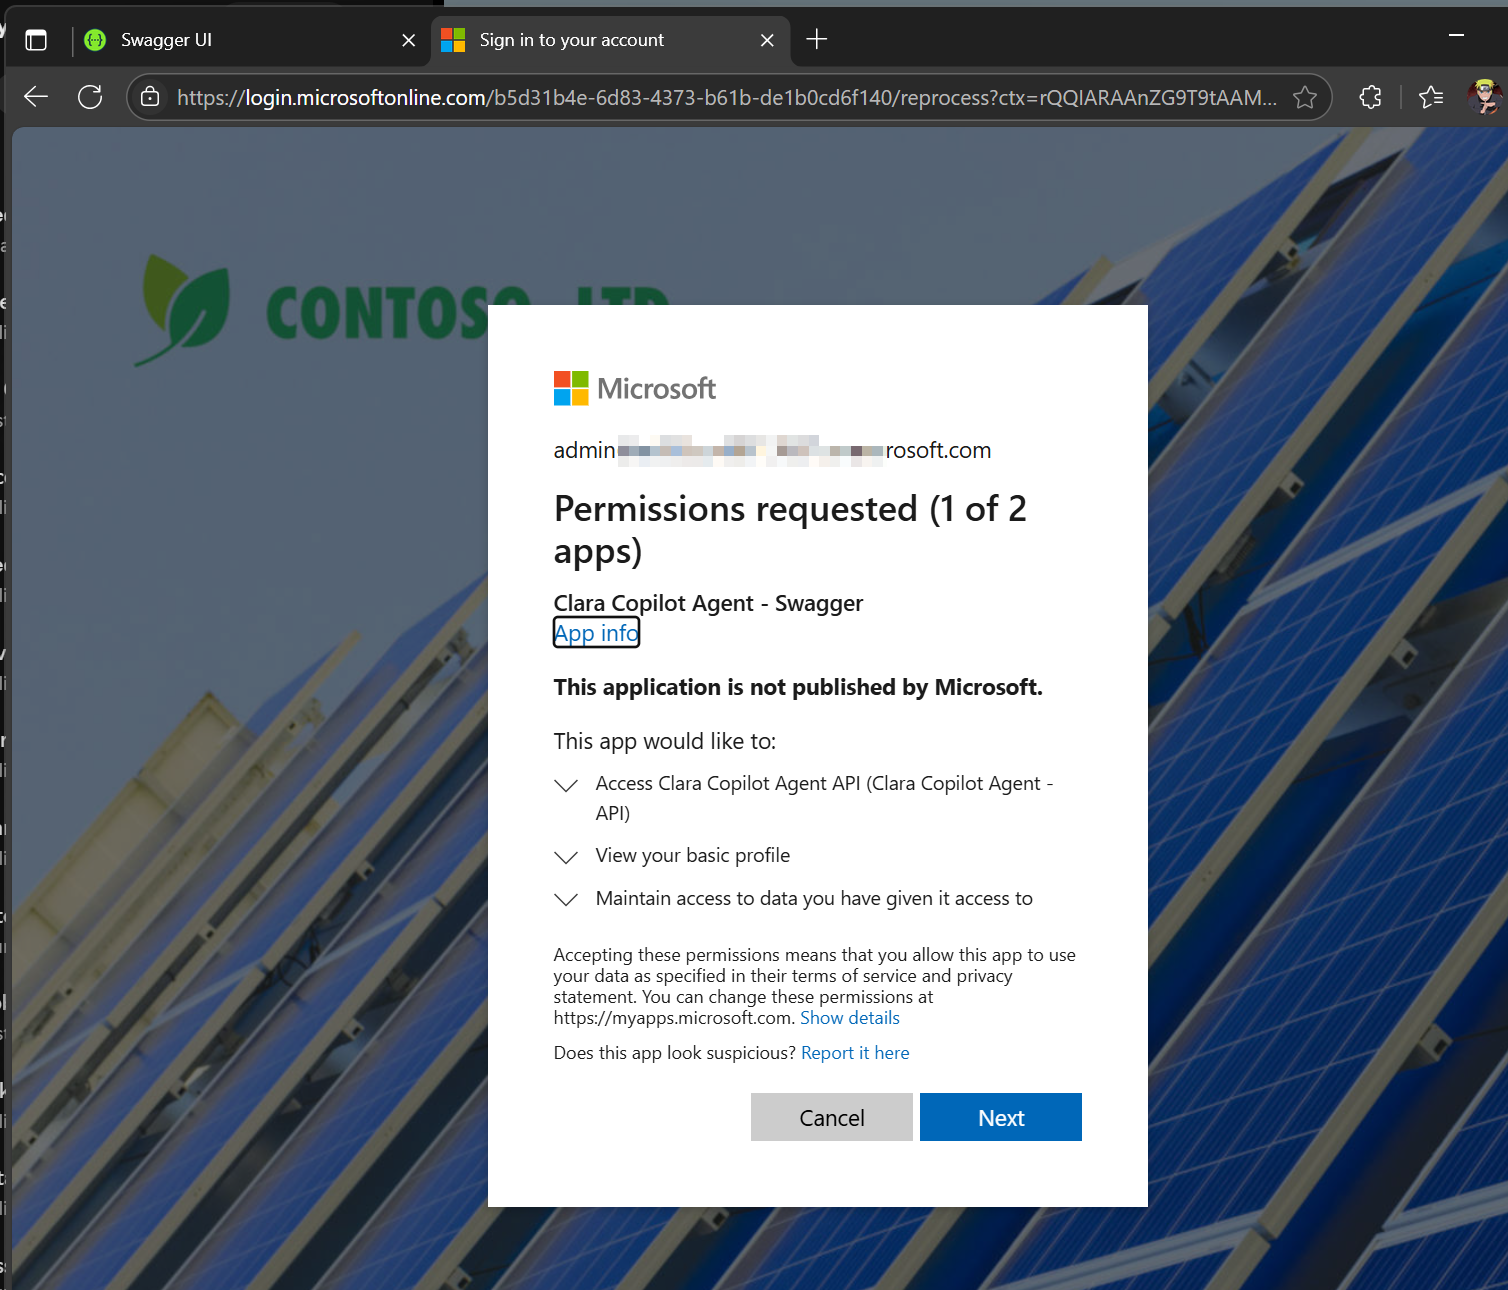 Swagger UI
Sign in to your account
https://login.microsoftonline.com/b5d31b4e-6d83-4373-b61b-de1b0cd6f140/reprocess?ctx=rQQIARAAnZG9T9tAAM...
CONTOSO LTD
Microsoft
admin rosoft.com
Permissions requested (1 of 2
apps)
Clara Copilot Agent - Swagger
App info
This application is not published by Microsoft.
This app would like to:
Access Clara Copilot Agent API (Clara Copilot Agent -
API)
View your basic profile
Maintain access to data you have given it access to
Accepting these permissions means that you allow this app to use
your data as specified in their terms of service and privacy
statement. You can change these permissions at
https://myapps.microsoft.com. Show details
Does this app look suspicious? Report it here
Cancel
Next